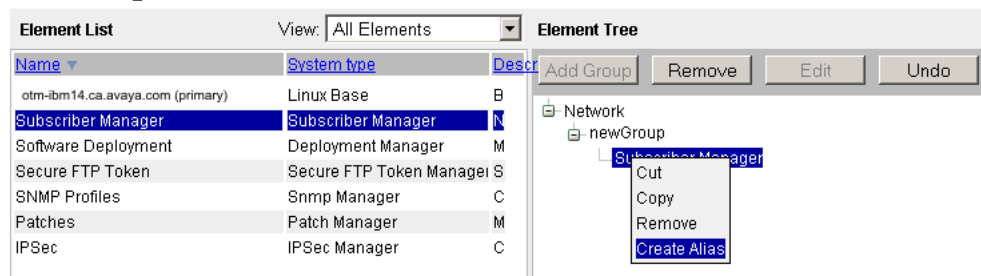 Element List View: All Elements
Name System type Descr
otm-ibm14.ca.avaya.com (primary) Linux Base B
Subscriber Manager Subscriber Manager N
Software Deployment Deployment Manager M
Secure FTP Token Secure FTP Token Manager S
SNMP Profiles Snmp Manager C
Patches Patch Manager M
IPSec IPSec Manager C
Element Tree
Add Group Remove Edit Undo
Network
newGroup
Subscriber Manager
Cut
Copy
Remove
Create Alias